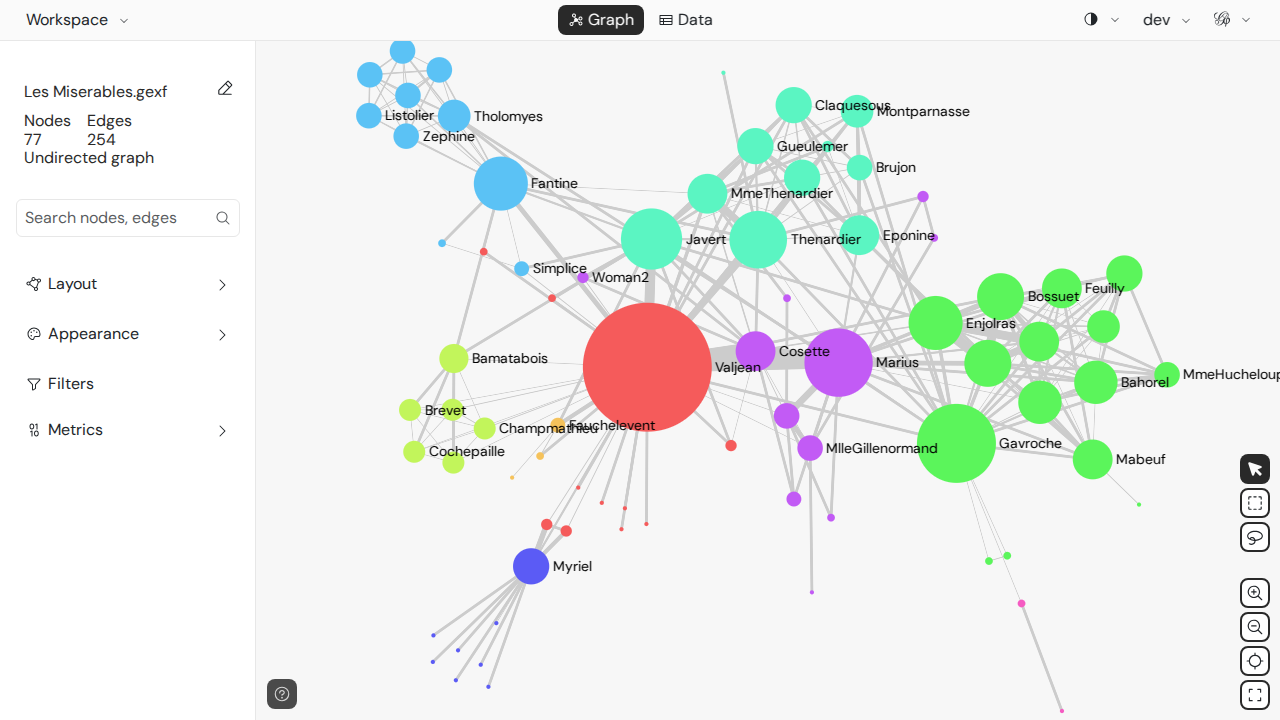 Workspace
Graph
Data
dev
Les Miserables.gexf
Nodes Edges
77 254
Undirected graph
Search nodes, edges
Layout
Appearance
Filters
Metrics
Listolier
Tholomyes
Zephine
Fantine
Simplice
Woman2
Claquesous
Montparnasse
Gueulemer
Brujon
MmeThenardier
Javert
Thenardier
Eponine
Bossuet
Feuilly
Enjolras
Cosette
Marius
Valjean
Bahorel
MmeHucheloup
Bamatabois
Brevet
Champmathieu
Fauchelevent
Cochepaille
MlleGillenormand
Gavroche
Mabeuf
Myriel